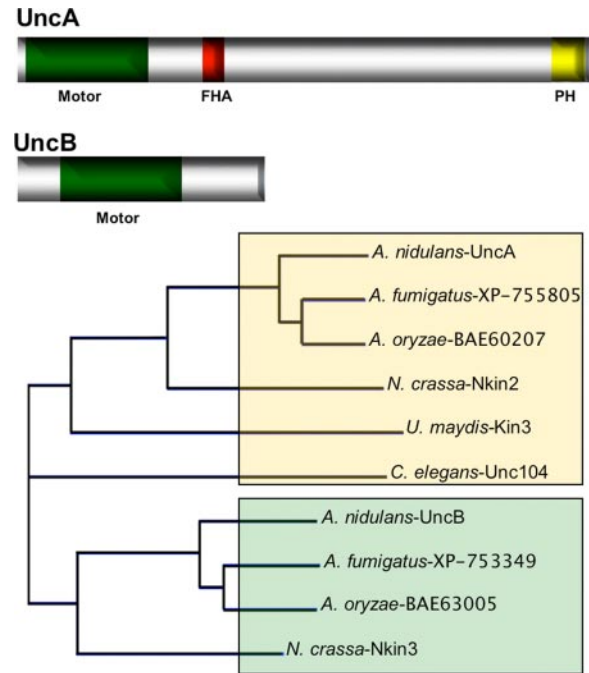 UncA
Motor FHA PH
UncB
Motor
A. nidulans-UncA
A. fumigatus-XP-755805
A. oryzae-BAE60207
N. crassa-Nkin2
U. maydis-Kin3
C. elegans-Unc104
A. nidulans-UncB
A. fumigatus-XP-753349
A. oryzae-BAE63005
N. crassa-Nkin3